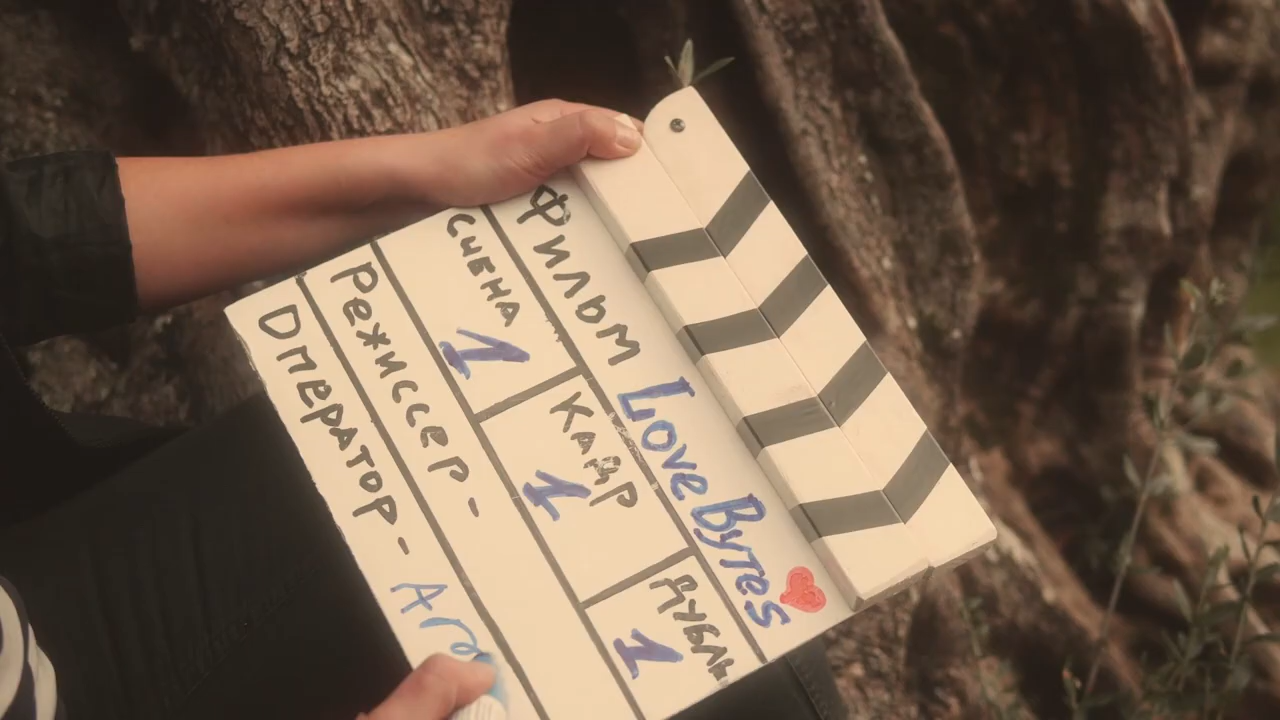 Фильм Love Bytes
Сцена 1
Кадр 1
Дубль 1
Режиссер -
Оператор -